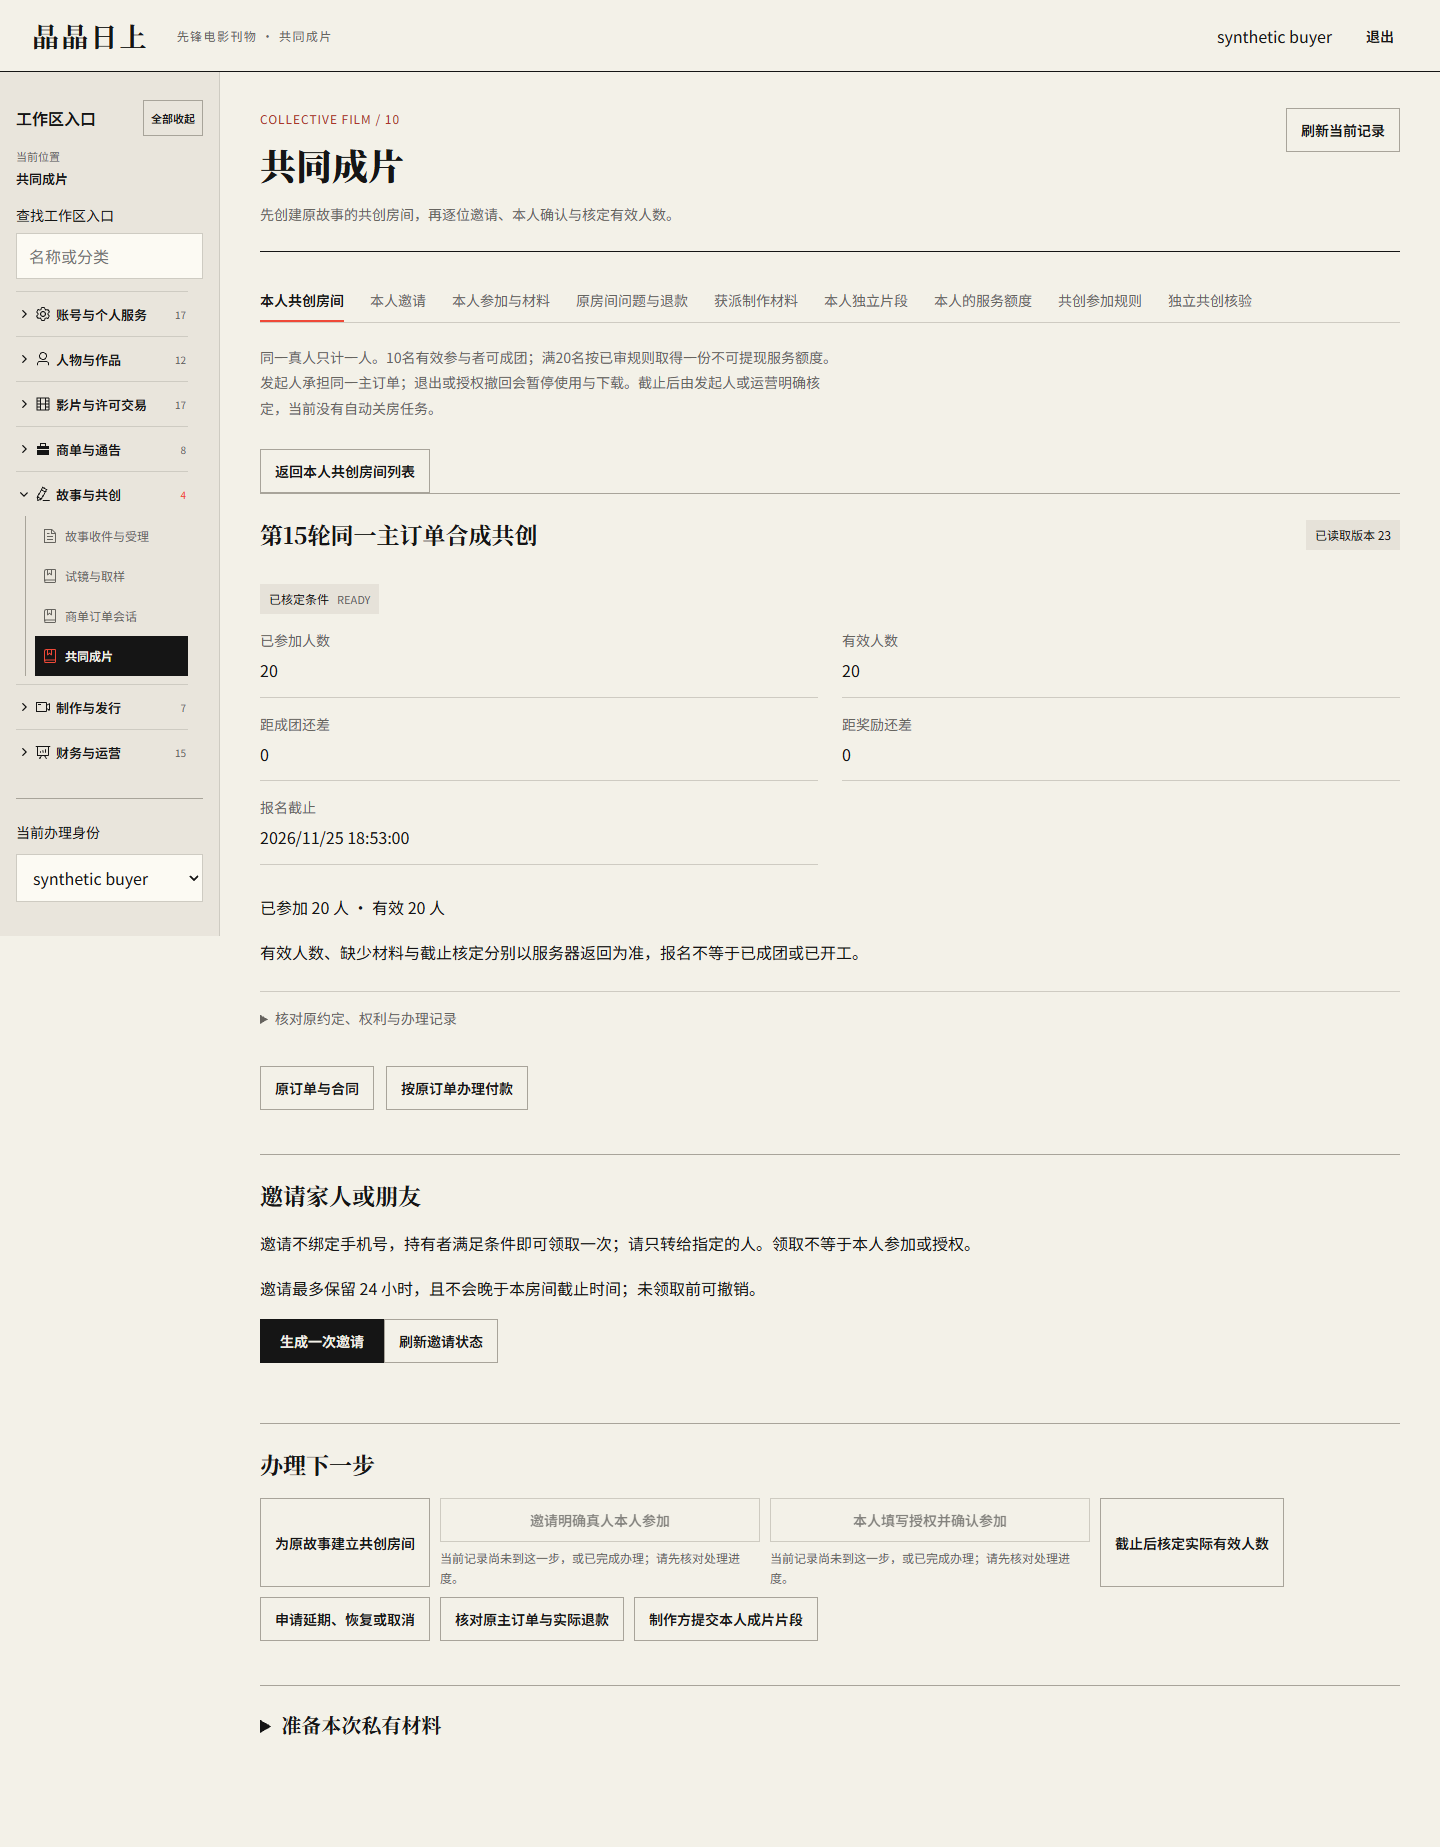 晶晶日上
先锋电影刊物 · 共同成片
synthetic buyer
退出
工作区入口
全部收起
当前位置
共同成片
查找工作区入口
名称或分类
账号与个人服务 17
人物与作品 12
影片与许可交易 17
商单与通告 8
故事与共创 4
故事收件与受理
试镜与取样
商单订单会话
共同成片
制作与发行 7
财务与运营 15
当前办理身份
synthetic buyer
COLLECTIVE FILM / 10
共同成片
先创建原故事的共创房间，再逐位邀请、本人确认与核定有效人数。
刷新当前记录
本人共创房间 本人邀请 本人参加与材料 原房间问题与退款 获派制作材料 本人独立片段 本人的服务额度 共创参加规则 独立共创核验
同一真人只计一人。10名有效参与者可成团；满20名按已审规则取得一份不可提现服务额度。
发起人承担同一主订单；退出或授权撤回会暂停使用与下载。截止后由发起人或运营明确核
定，当前没有自动关房任务。
返回本人共创房间列表
第15轮同一主订单合成共创
已读取版本 23
已核定条件 READY
已参加人数
20
有效人数
20
距成团还差
0
距奖励还差
0
报名截止
2026/11/25 18:53:00
已参加 20 人 · 有效 20 人
有效人数、缺少材料与截止核定分别以服务器返回为准，报名不等于已成团或已开工。
核对原约定、权利与办理记录
原订单与合同
按原订单办理付款
邀请家人或朋友
邀请不绑定手机号，持有者满足条件即可领取一次；请只转给指定的人。领取不等于本人参加或授权。
邀请最多保留 24 小时，且不会晚于本房间截止时间；未领取前可撤销。
生成一次邀请
刷新邀请状态
办理下一步
为原故事建立共创房间
邀请明确真人本人参加
当前记录尚未到这一步，或已完成办理；请先核对处理进
度。
本人填写授权并确认参加
当前记录尚未到这一步，或已完成办理；请先核对处理进
度。
截止后核定实际有效人数
申请延期、恢复或取消
核对原主订单与实际退款
制作方提交本人成片片段
准备本次私有材料